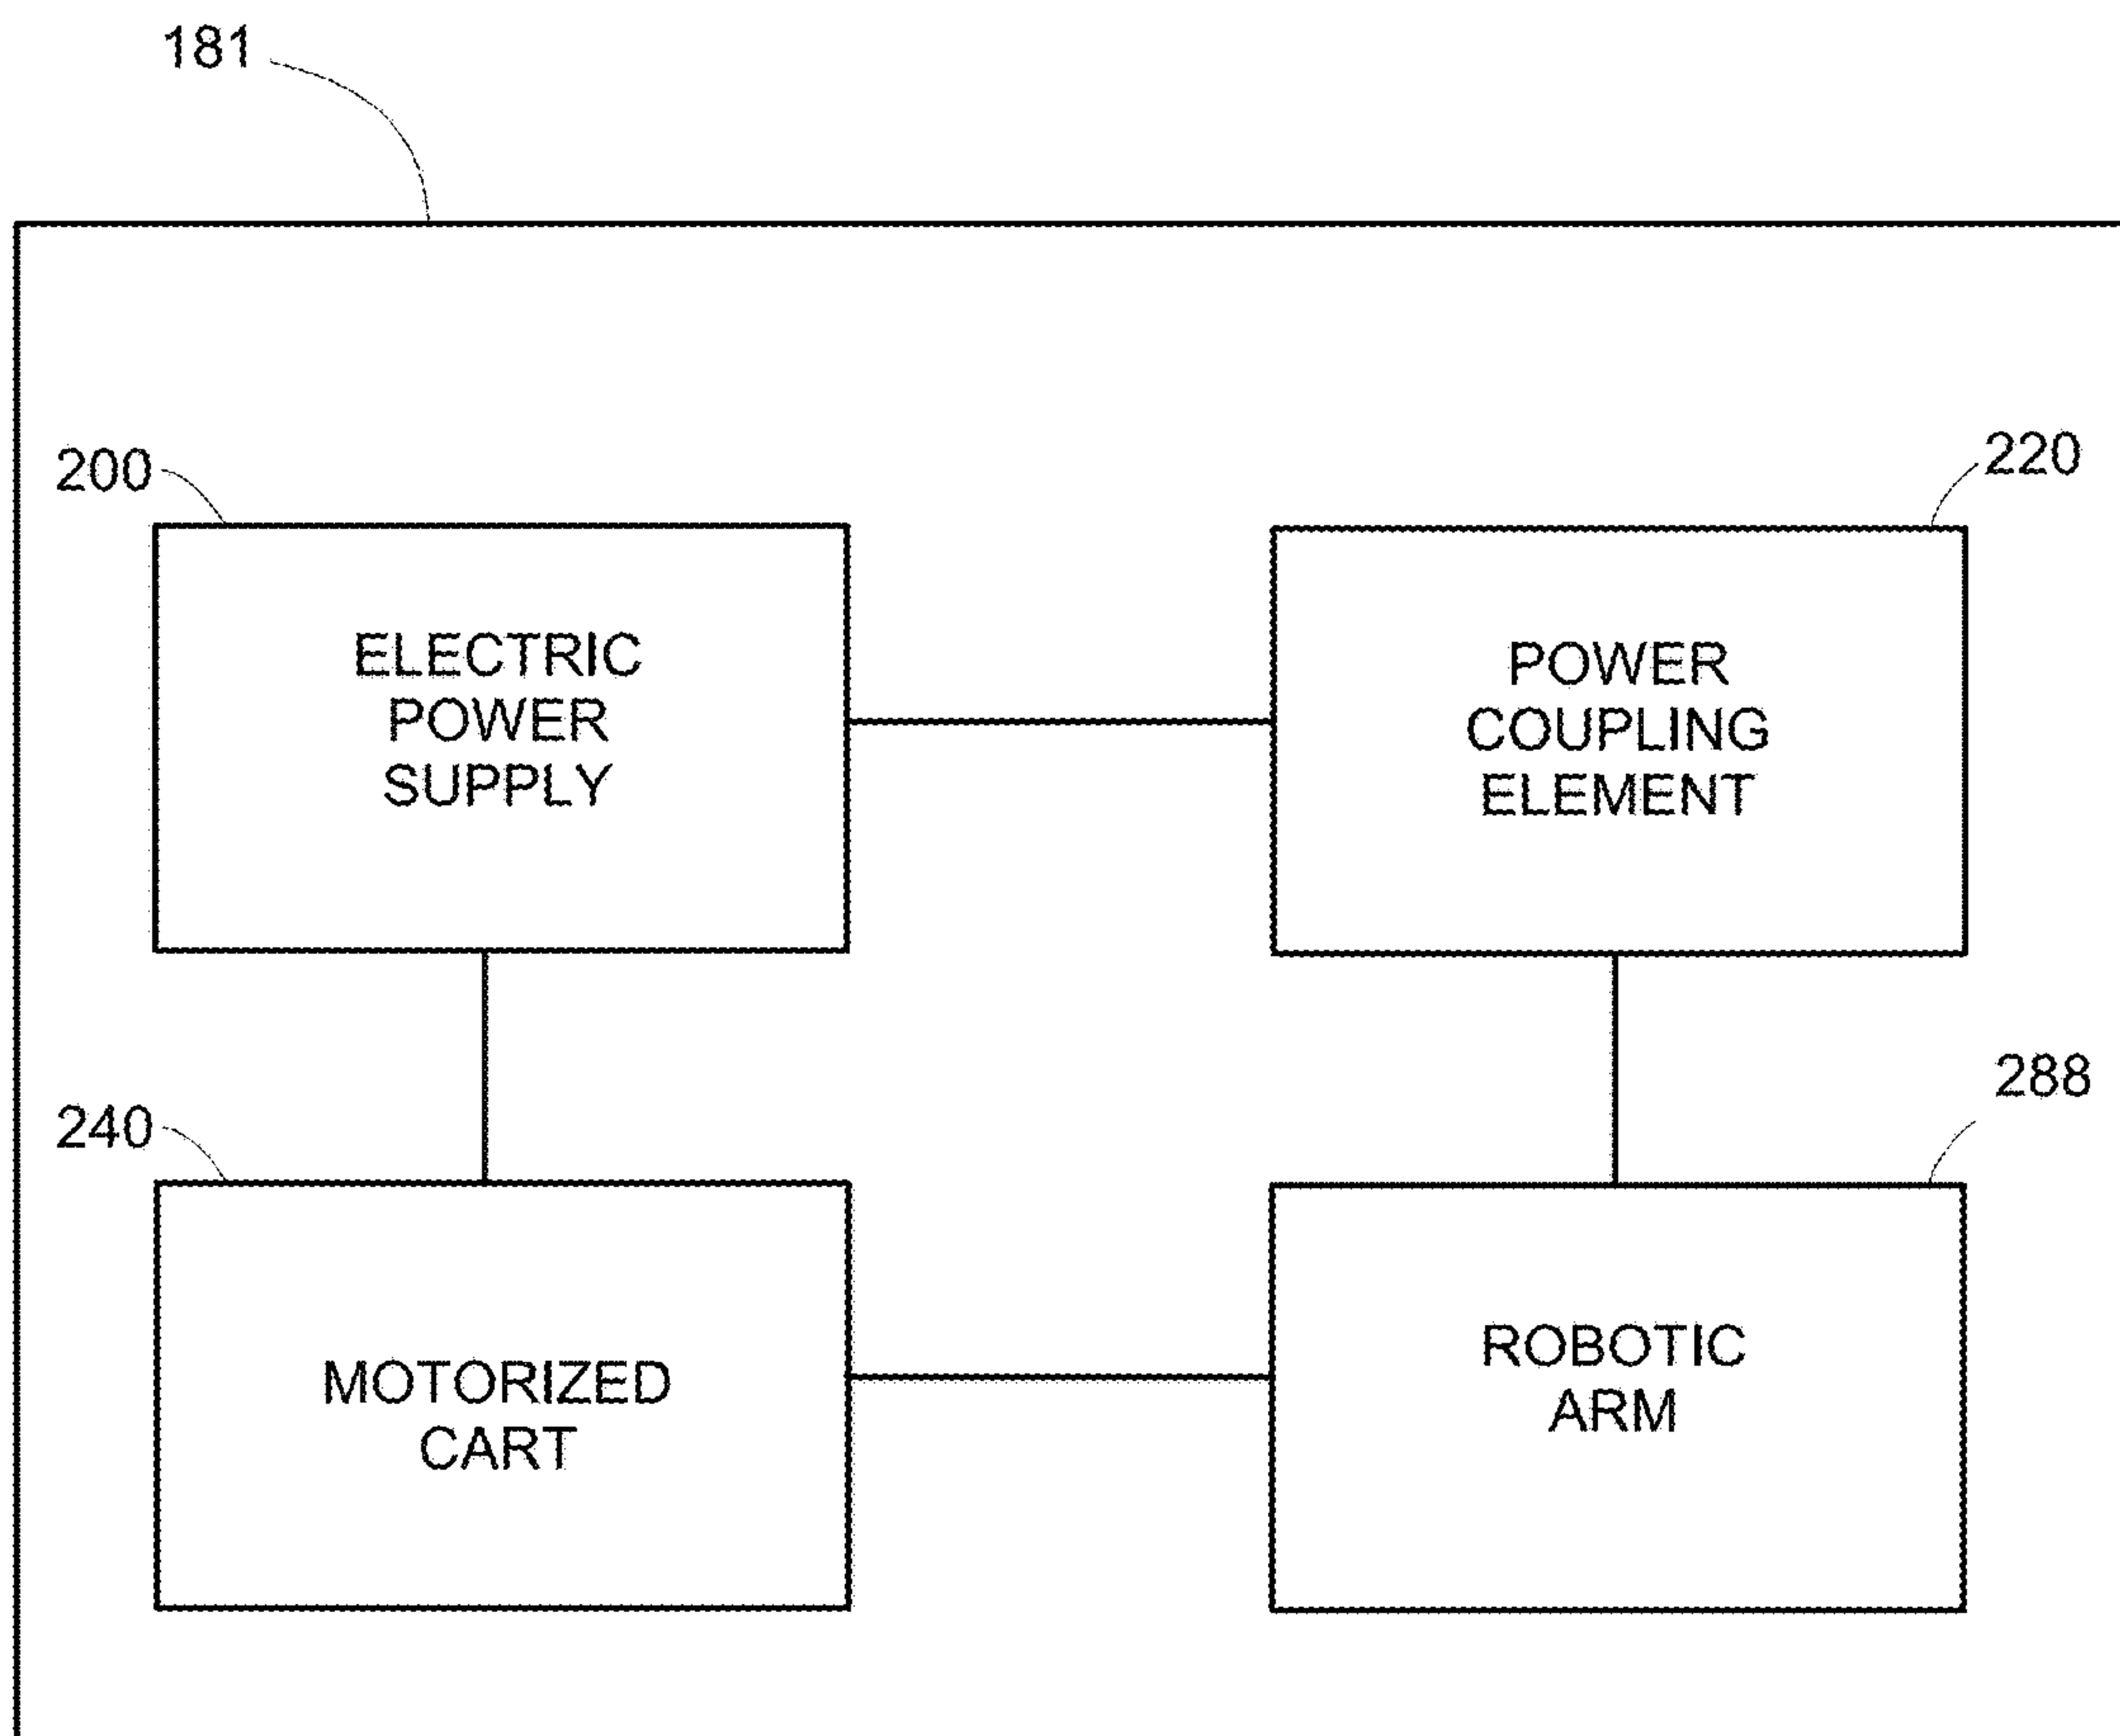 181
200
220
ELECTRIC
POWER
SUPPLY
POWER
COUPLING
ELEMENT
240
288
MOTORIZED
CART
ROBOTIC
ARM